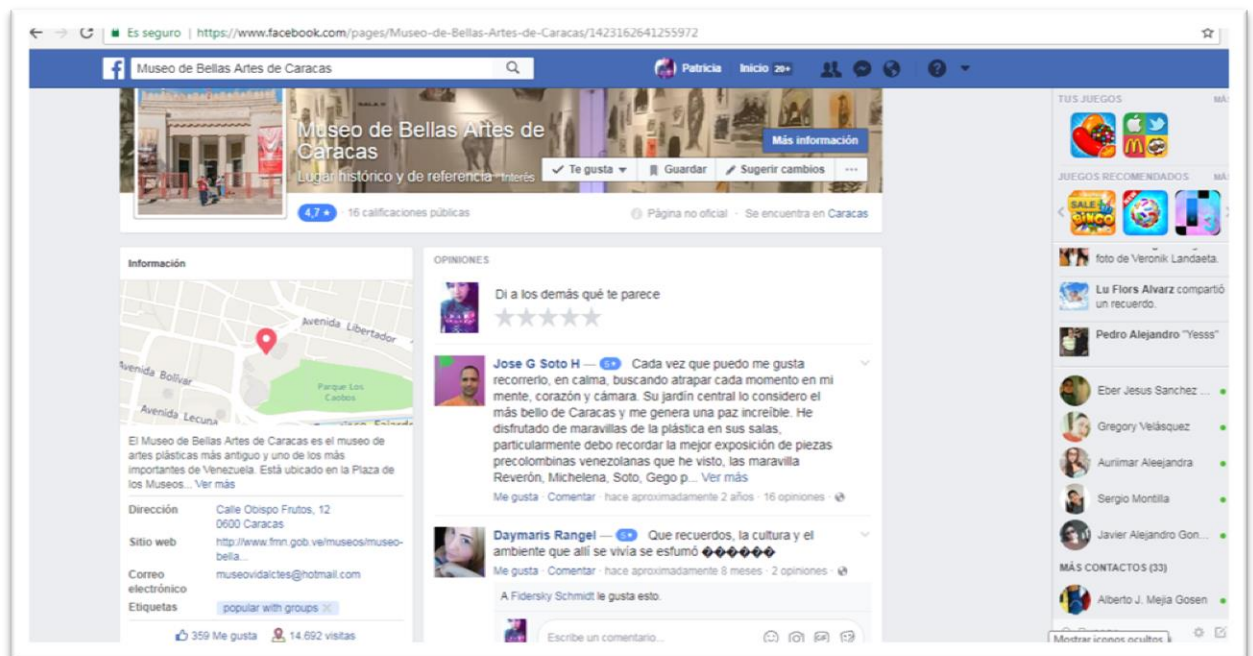 Es seguro | https://www.facebook.com/pages/Museo-de-Bellas-Artes-de-Caracas/1423162641255972
Museo de Bellas Artes de Caracas
Patricia
Inicio 20+
Museo de Bellas Artes de
Caracas
Lugar histórico y de referencia "Interés
Más información
Te gusta
Guardar
Sugerir cambios
4,7 ★ · 16 calificaciones públicas
Página no oficial · Se encuentra en Caracas
Información
Avenida Libertador
Avenida Bolívar
Parque Los
Caobos
Avenida Lecuna
El Museo de Bellas Artes de Caracas es el museo de
artes plásticas más antiguo y uno de los más
importantes de Venezuela. Está ubicado en la Plaza de
los Museos... Ver más
Dirección Calle Obispo Frutos, 12
0600 Caracas
Sitio web http://www.fmn.gob.ve/museos/museo-
bella...
Correo
electrónico museovidalctes@hotmail.com
Etiquetas popular with groups
359 Me gusta 14.692 visitas
OPINIONES
Di a los demás qué te parece
Jose G Soto H — 5★ Cada vez que puedo me gusta
recorrerlo, en calma, buscando atrapar cada momento en mi
mente, corazón y cámara. Su jardín central lo considero el
más bello de Caracas y me genera una paz increíble. He
disfrutado de maravillas de la plástica en sus salas,
particularmente debo recordar la mejor exposición de piezas
precolombinas venezolanas que he visto, las maravilla
Reverón, Michelena, Soto, Gego p... Ver más
Me gusta · Comentar · hace aproximadamente 2 años · 16 opiniones
Daymaris Rangel — 5★ Que recuerdos, la cultura y el
ambiente que allí se vivía se esfumó ������
Me gusta · Comentar · hace aproximadamente 8 meses · 2 opiniones
A Fidersky Schmidt le gusta esto.
Escribe un comentario...
TUS JUEGOS MÁS
JUEGOS RECOMENDADOS MÁS
SALE
BINGO
foto de Veronik Landaeta.
Lu Flors Alvarz compartió
un recuerdo.
Pedro Alejandro "Yesss"
Eber Jesus Sanchez ...
Gregory Velásquez
Aurimar Aleejandra
Sergio Montilla
Javier Alejandro Gon...
MÁS CONTACTOS (33)
Alberto J. Mejia Gosen
Mostrar iconos ocultos